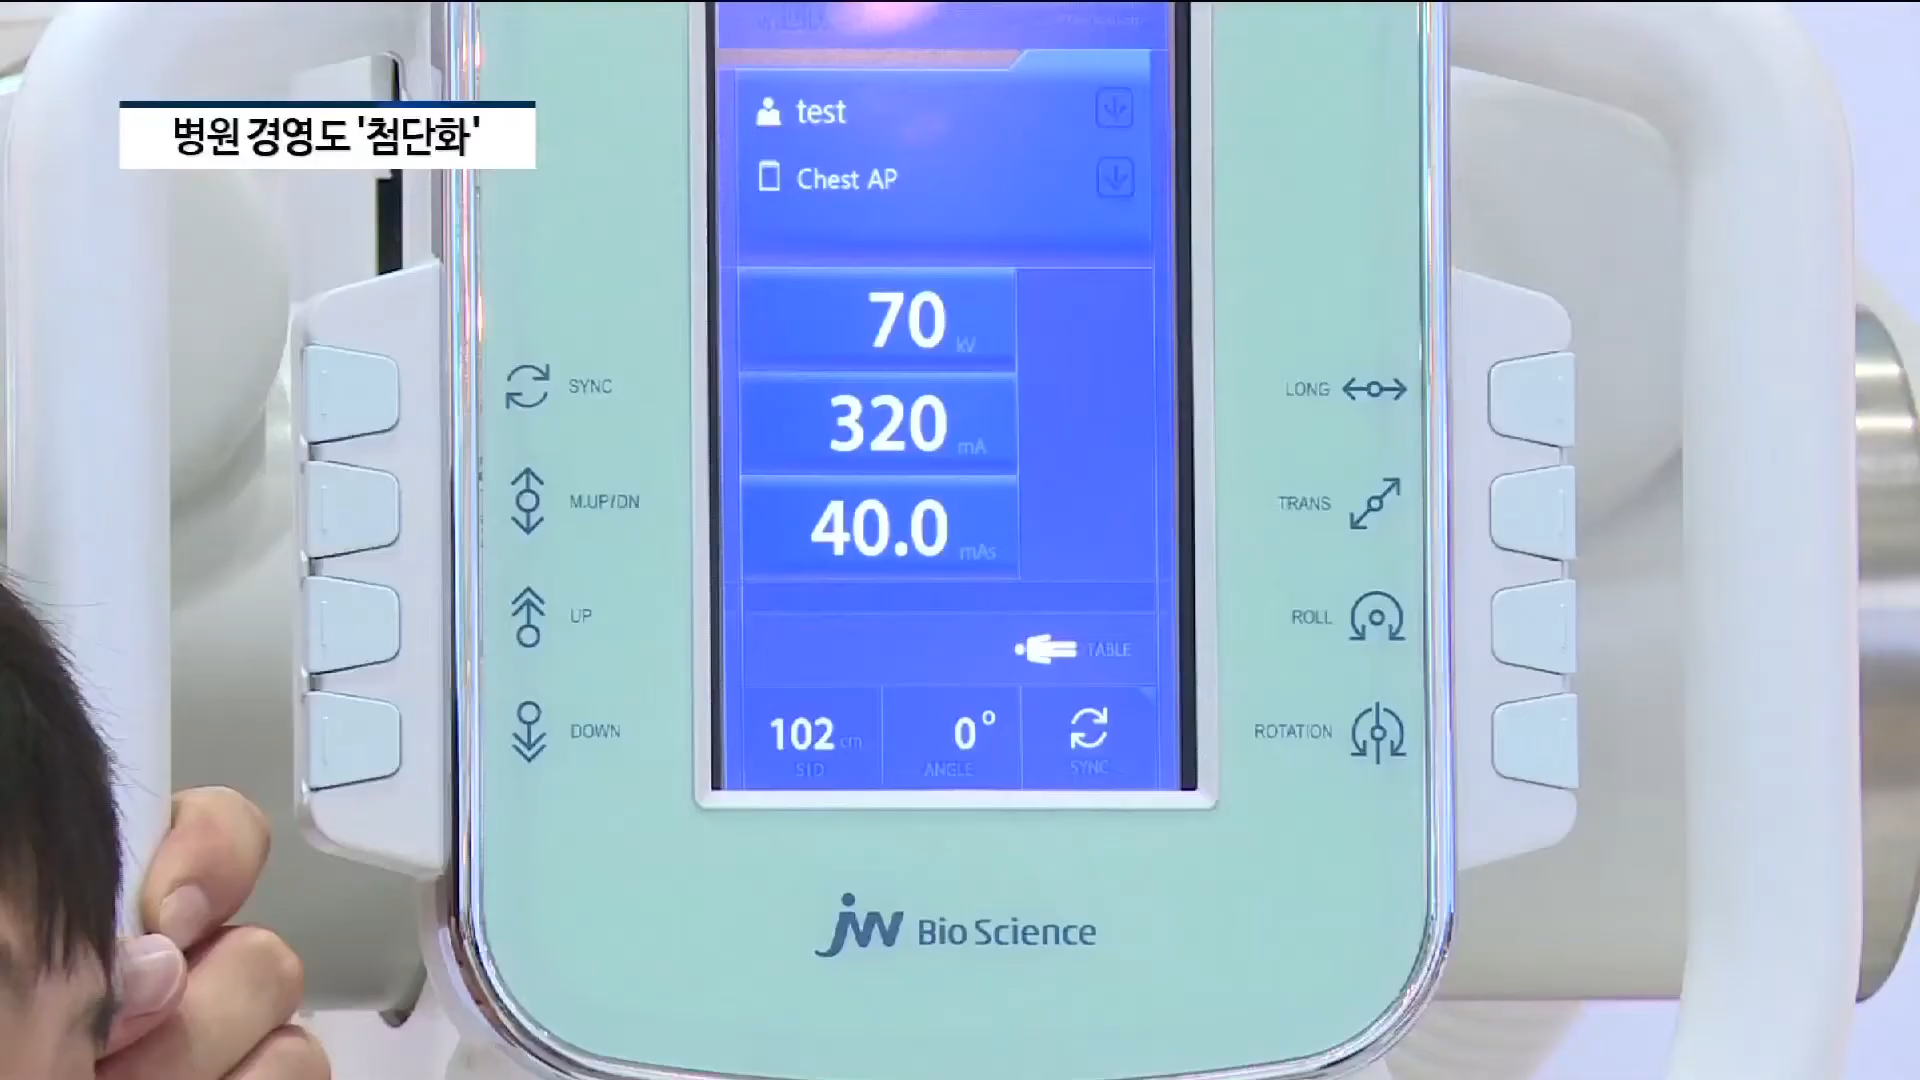 병원 경영도 '첨단화'
test
Chest AP
70 kV
320 mA
40.0 mAs
TABLE
102 cm
SID
0°
ANGLE
SYNC
SYNC
M.UP/DN
UP
DOWN
LONG
TRANS
ROLL
ROTATION
jw Bio Science